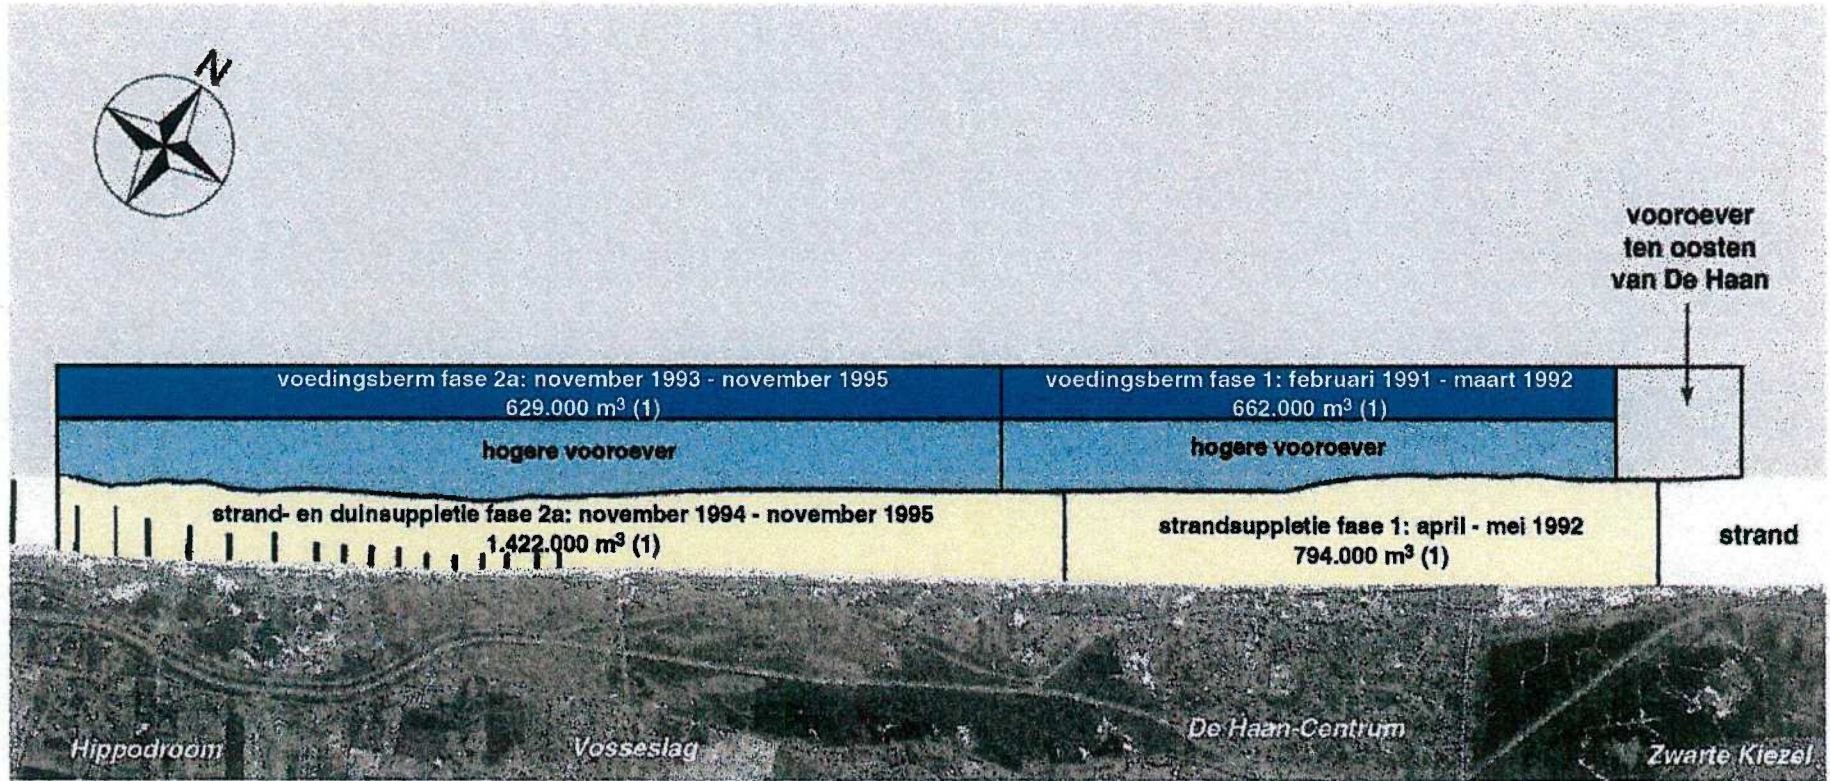 N
vooroever
ten oosten
van De Haan
voedingsberm fase 2a: november 1993 - november 1995
629.000 m³ (1)
voedingsberm fase 1: februari 1991 - maart 1992
662.000 m³ (1)
hogere vooroever
hogere vooroever
strand- en duinsuppletie fase 2a: november 1994 - november 1995
1.422.000 m³ (1)
strandsuppletie fase 1: april - mei 1992
794.000 m³ (1)
strand
Hippodroom
Vosseslag
De Haan-Centrum
Zwarte Kiezel